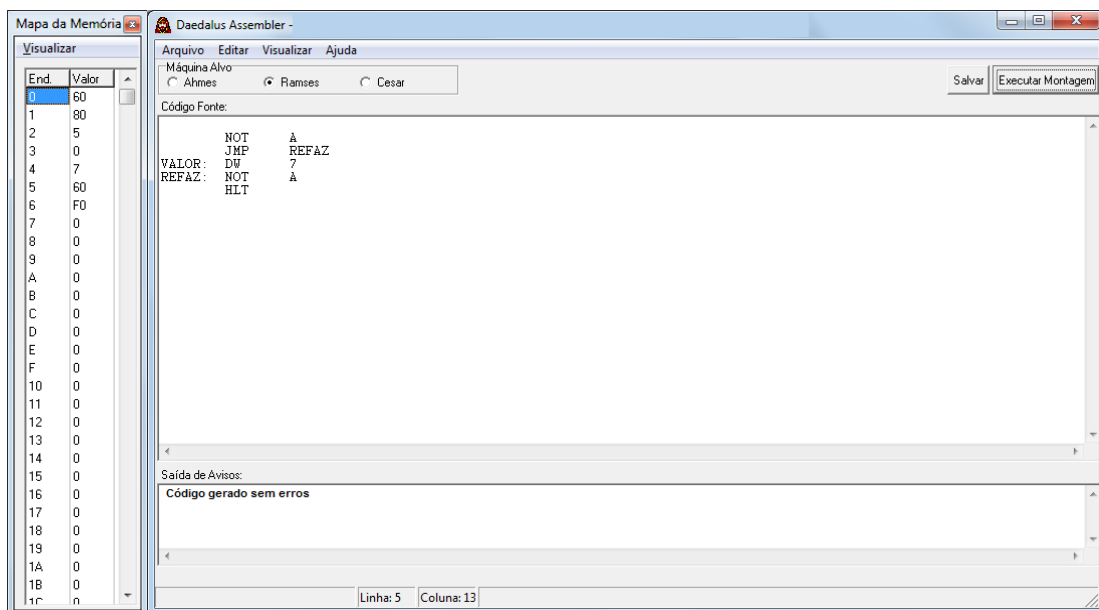 Mapa da Memória
Visualizar
End. Valor
0 60
1 80
2 5
3 0
4 7
5 60
6 F0
7 0
8 0
9 0
A 0
B 0
C 0
D 0
E 0
F 0
10 0
11 0
12 0
13 0
14 0
15 0
16 0
17 0
18 0
19 0
1A 0
1B 0
1C 0
Daedalus Assembler -
Arquivo Editar Visualizar Ajuda
Máquina Alvo
Ahmes Ramses Cesar
Salvar Executar Montagem
Código Fonte:
NOT A
JMP REFAZ
VALOR: DW 7
REFAZ: NOT A
HLT
Saída de Avisos:
Código gerado sem erros
Linha: 5 Coluna: 13